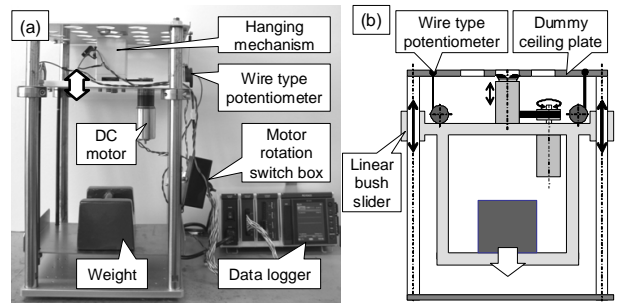 (a)
Hanging
mechanism
Wire type
potentiometer
DC
motor
Motor
rotation
switch box
Weight
Data logger
(b)
Wire type
potentiometer
Dummy
ceiling plate
Linear
bush
slider